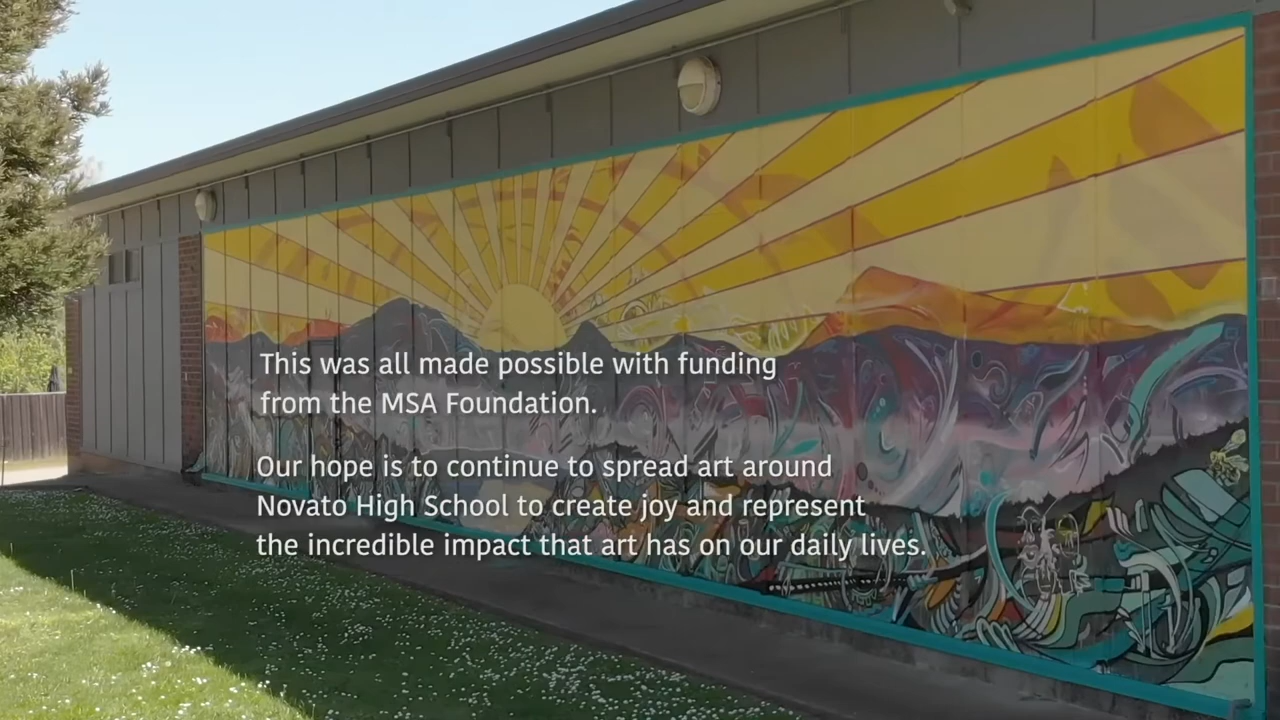 This was all made possible with funding
from the MSA Foundation.
Our hope is to continue to spread art around
Novato High School to create joy and represent
the incredible impact that art has on our daily lives.